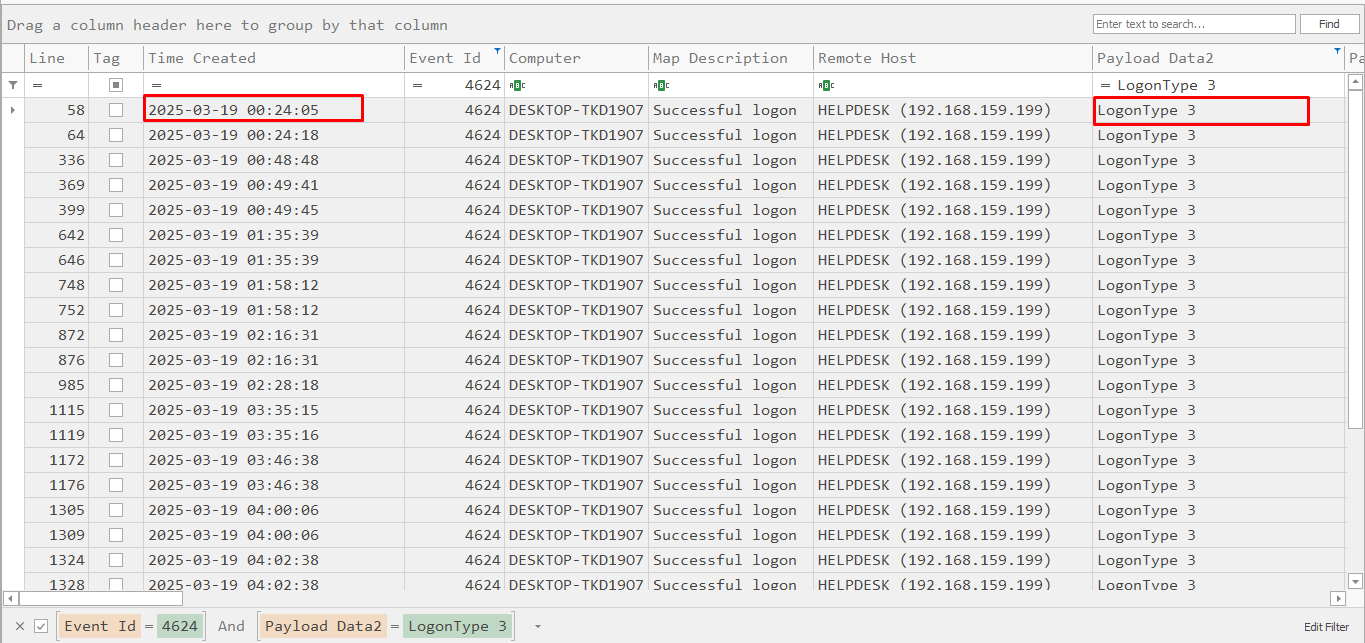 Drag a column header here to group by that column
Enter text to search... Find
Line Tag Time Created Event Id Computer Map Description Remote Host Payload Data2 Pa
= = = 4624 ABC ABC ABC = LogonType 3
58 2025-03-19 00:24:05 4624 DESKTOP-TKD19O7 Successful logon HELPDESK (192.168.159.199) LogonType 3
64 2025-03-19 00:24:18 4624 DESKTOP-TKD19O7 Successful logon HELPDESK (192.168.159.199) LogonType 3
336 2025-03-19 00:48:48 4624 DESKTOP-TKD19O7 Successful logon HELPDESK (192.168.159.199) LogonType 3
369 2025-03-19 00:49:41 4624 DESKTOP-TKD19O7 Successful logon HELPDESK (192.168.159.199) LogonType 3
399 2025-03-19 00:49:45 4624 DESKTOP-TKD19O7 Successful logon HELPDESK (192.168.159.199) LogonType 3
642 2025-03-19 01:35:39 4624 DESKTOP-TKD19O7 Successful logon HELPDESK (192.168.159.199) LogonType 3
646 2025-03-19 01:35:39 4624 DESKTOP-TKD19O7 Successful logon HELPDESK (192.168.159.199) LogonType 3
748 2025-03-19 01:58:12 4624 DESKTOP-TKD19O7 Successful logon HELPDESK (192.168.159.199) LogonType 3
752 2025-03-19 01:58:12 4624 DESKTOP-TKD19O7 Successful logon HELPDESK (192.168.159.199) LogonType 3
872 2025-03-19 02:16:31 4624 DESKTOP-TKD19O7 Successful logon HELPDESK (192.168.159.199) LogonType 3
876 2025-03-19 02:16:31 4624 DESKTOP-TKD19O7 Successful logon HELPDESK (192.168.159.199) LogonType 3
985 2025-03-19 02:28:18 4624 DESKTOP-TKD19O7 Successful logon HELPDESK (192.168.159.199) LogonType 3
1115 2025-03-19 03:35:15 4624 DESKTOP-TKD19O7 Successful logon HELPDESK (192.168.159.199) LogonType 3
1119 2025-03-19 03:35:16 4624 DESKTOP-TKD19O7 Successful logon HELPDESK (192.168.159.199) LogonType 3
1172 2025-03-19 03:46:38 4624 DESKTOP-TKD19O7 Successful logon HELPDESK (192.168.159.199) LogonType 3
1176 2025-03-19 03:46:38 4624 DESKTOP-TKD19O7 Successful logon HELPDESK (192.168.159.199) LogonType 3
1305 2025-03-19 04:00:06 4624 DESKTOP-TKD19O7 Successful logon HELPDESK (192.168.159.199) LogonType 3
1309 2025-03-19 04:00:06 4624 DESKTOP-TKD19O7 Successful logon HELPDESK (192.168.159.199) LogonType 3
1324 2025-03-19 04:02:38 4624 DESKTOP-TKD19O7 Successful logon HELPDESK (192.168.159.199) LogonType 3
1328 2025-03-19 04:02:38 4624 DESKTOP-TKD19O7 Successful logon HELPDESK (192.168.159.199) LogonType 3
Event Id = 4624 And Payload Data2 = LogonType 3 Edit Filter